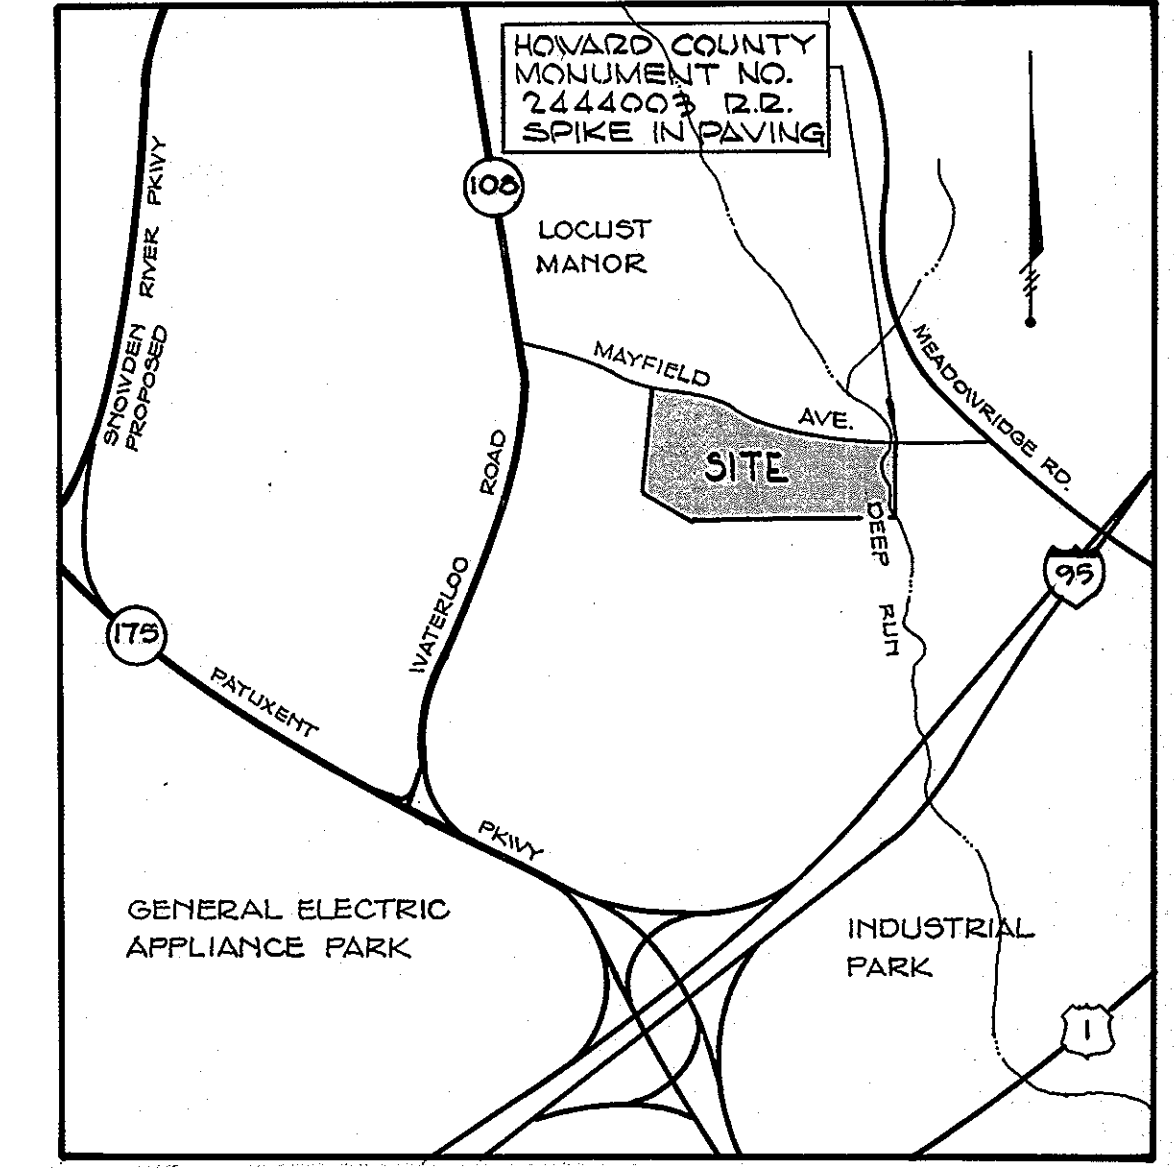 HOWARD COUNTY
MONUMENT NO.
2444003 R.R.
SPIKE IN PAVING
108
LOCUST
MANOR
SNOWDEN RIVER PKWY
PROPOSED
MAYFIELD AVE.
MEADOWRIDGE RD.
SITE
WATERLOO ROAD
DEEP RUN
95
175
PATUXENT PKWY
GENERAL ELECTRIC
APPLIANCE PARK
INDUSTRIAL
PARK
1